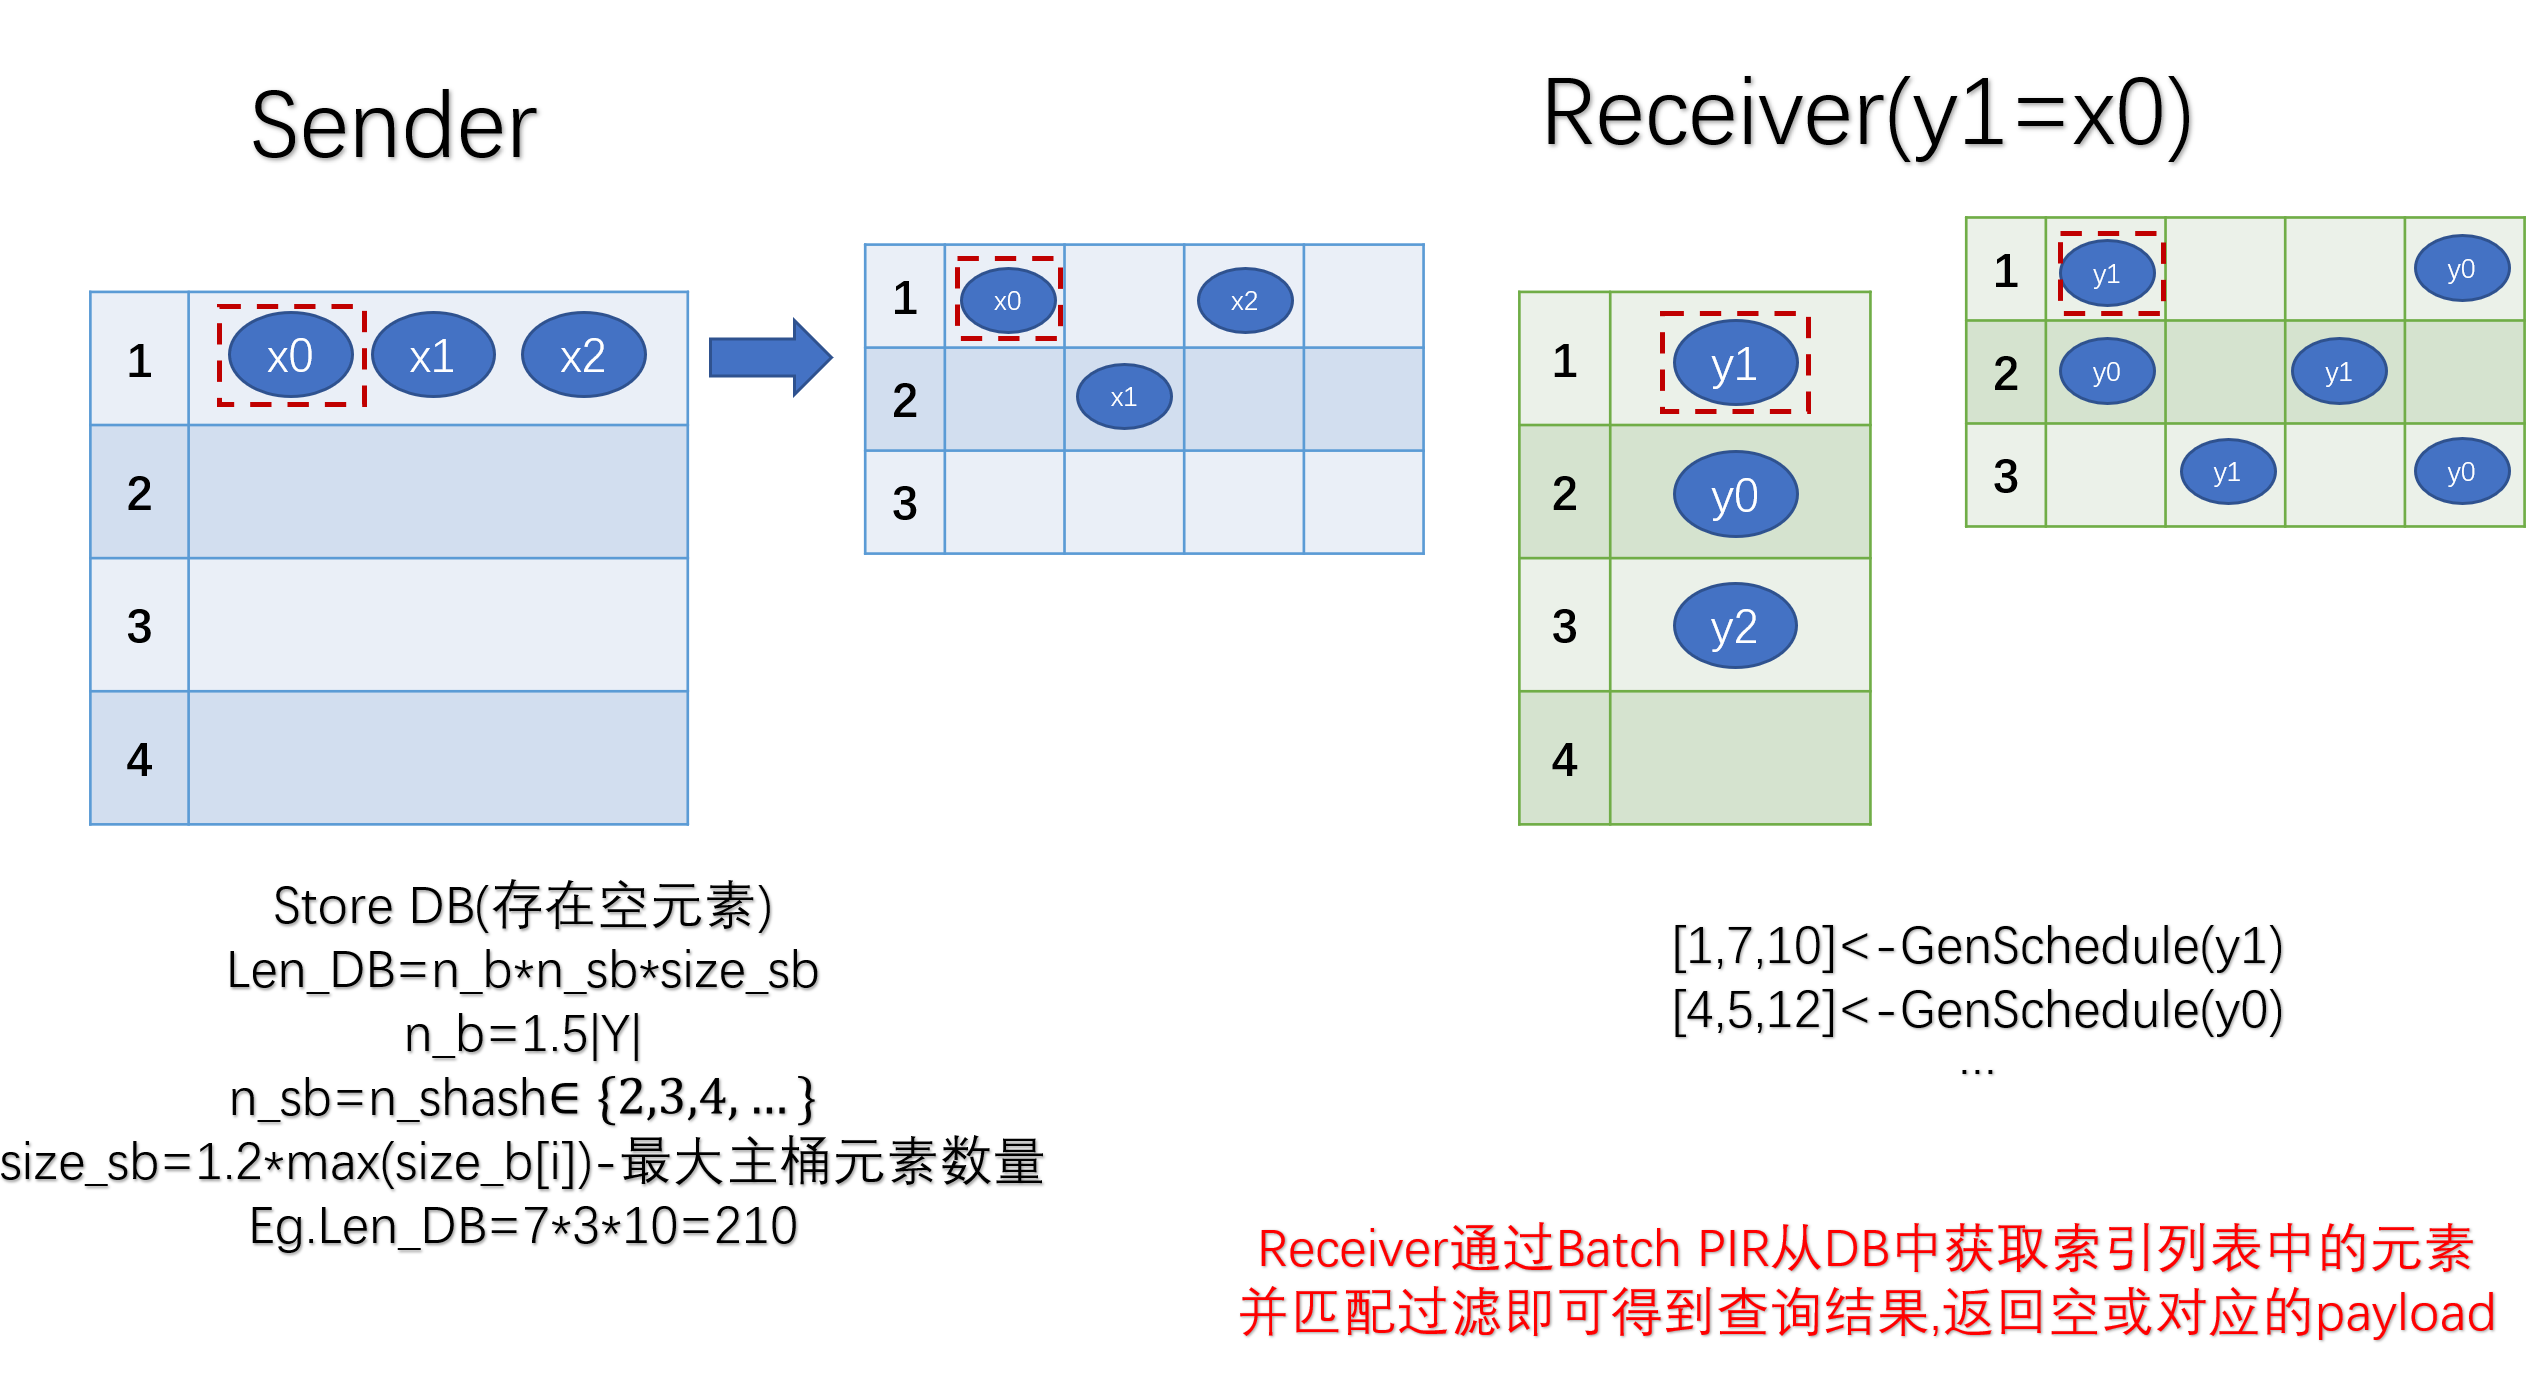 Sender
Receiver(y1=x0)
1 x0 x1 x2
2
3
4
1 x0 x2
2 x1
3
1 y1
2 y0
3 y2
4
1 y1 y0
2 y0 y1
3 y1 y0
Store DB(存在空元素)
Len_DB=n_b*n_sb*size_sb
n_b=1.5|Y|
n_sb=n_shash∈ {2,3,4, … }
size_sb=1.2*max(size_b[i])-最大主桶元素数量
Eg.Len_DB=7*3*10=210
[1,7,10]<-GenSchedule(y1)
[4,5,12]<-GenSchedule(y0)
…
Receiver通过Batch PIR从DB中获取索引列表中的元素
并匹配过滤即可得到查询结果,返回空或对应的payload